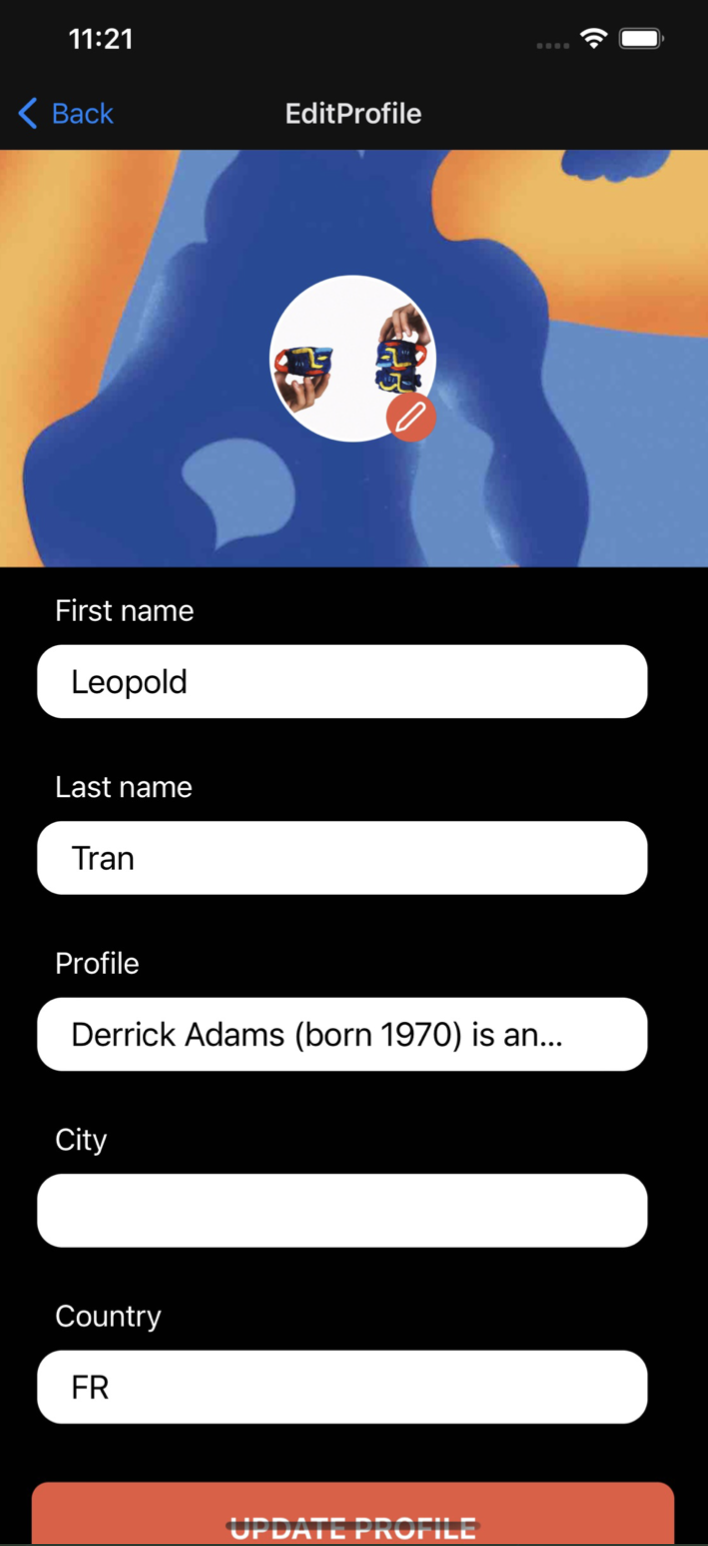 11:21
Back
EditProfile
First name
Leopold
Last name
Tran
Profile
Derrick Adams (born 1970) is an...
City
Country
FR
UPDATE PROFILE